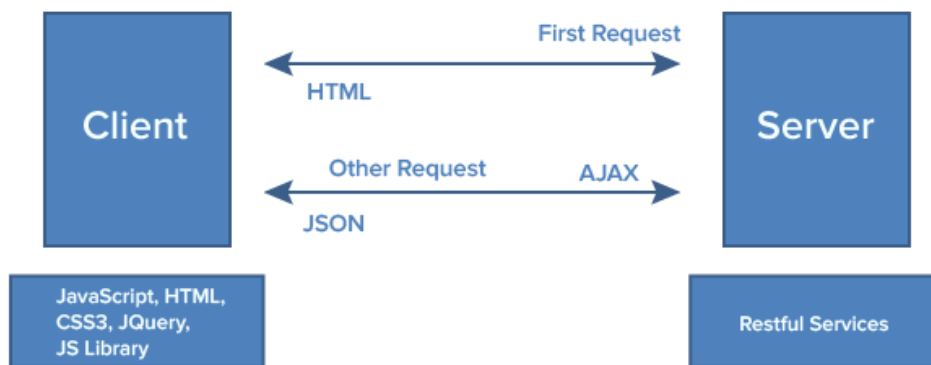 First Request
Client
Server
HTML
Other Request
AJAX
JSON
JavaScript, HTML,
CSS3, JQuery,
JS Library
Restful Services